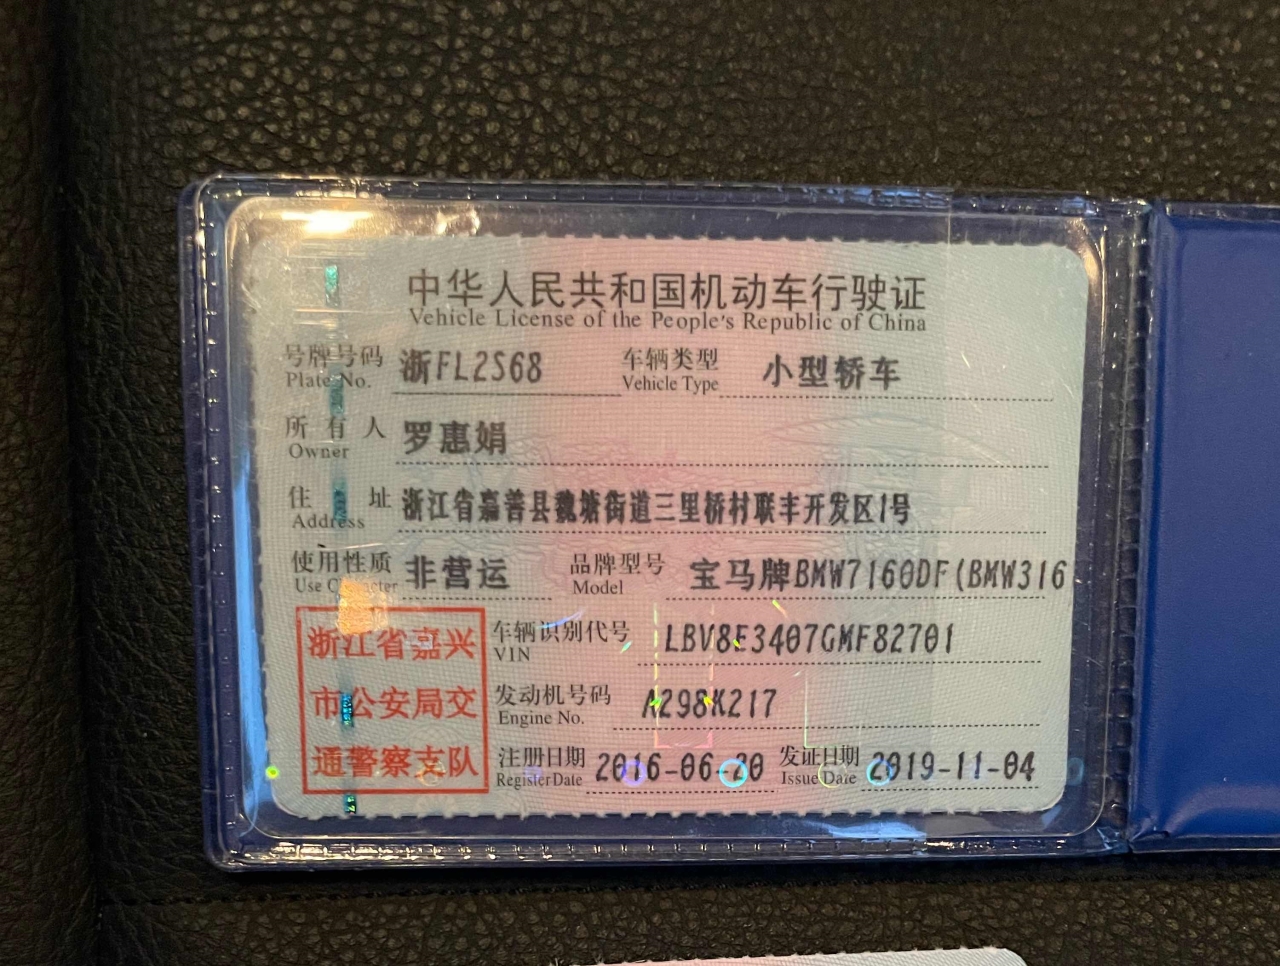 中华人民共和国机动车行驶证
Vehicle License of the People's Republic of China
号牌号码 浙FL2S68 车辆类型 小型轿车
Plate No. Vehicle Type
所有人 罗惠娟
Owner
住址 浙江省嘉善县魏塘街道三里桥村联丰开发区1号
Address
使用性质 非营运 品牌型号 宝马牌BMW7160DF(BMW316
Use Character Model
浙江省嘉兴
市公安局交
通警察支队
车辆识别代号 LBV8E3407GMF82701
VIN
发动机号码 A298K217
Engine No.
注册日期 2016-06-20 发证日期 2019-11-04
Register Date Issue Date